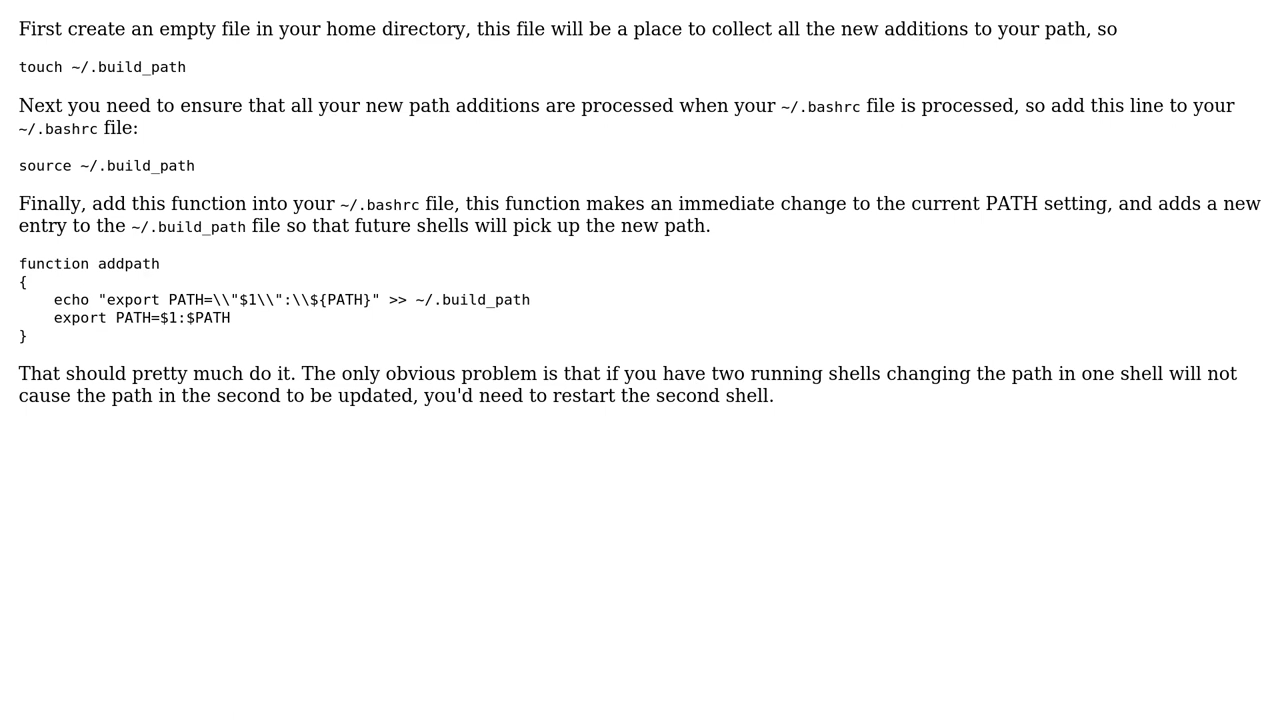 First create an empty file in your home directory, this file will be a place to collect all the new additions to your path, so
touch ~/.build_path
Next you need to ensure that all your new path additions are processed when your ~/.bashrc file is processed, so add this line to your
~/.bashrc file:
source ~/.build_path
Finally, add this function into your ~/.bashrc file, this function makes an immediate change to the current PATH setting, and adds a new
entry to the ~/.build_path file so that future shells will pick up the new path.
function addpath
{
    echo "export PATH=\\"$1\\":\\${PATH}" >> ~/.build_path
    export PATH=$1:$PATH
}
That should pretty much do it. The only obvious problem is that if you have two running shells changing the path in one shell will not
cause the path in the second to be updated, you'd need to restart the second shell.